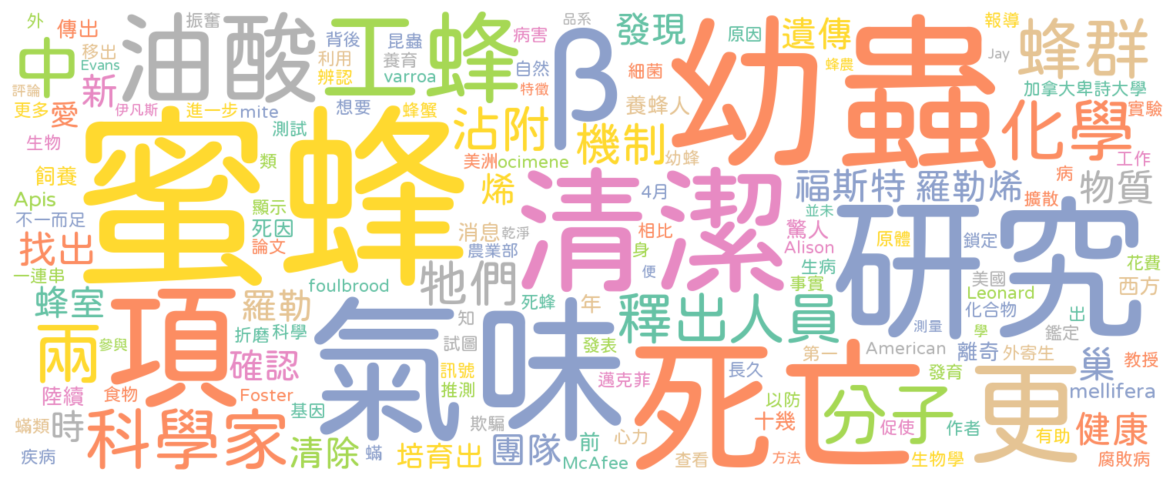 外 傳出 振奮 油酸 工蜂 背後 昆蟲 病害 品系 β 發現 原因 遺傳 報導 蜂群
中 移出 Evans 利用 養育 辨認 varroa 自然 特徵 細菌 幼蟲 蜂農 Jay 加拿大卑詩大學
評論 更多 新 伊凡斯 進一步 mite 想要 蜂蟹 沾附 機制 養蜂人 化學 實驗
愛 生物 蜜蜂 測試 類 美洲 ocimene 幼蜂 工作
飼養 Apis 顯示 烯 清潔 4月 福斯特 羅勒烯 物質 病 擴散
不一而足 死因 消息 乾淨 相比 驚人 並未 研究
找出 論文 農業部 身 Alison 原體 鎖定 花費
一連串 foulbrood 牠們 便 事實 生病 美國 Leonard 西方
蜂室 項 羅勒 氣味 死蜂 年 釋出 人員 化合物 出 鑑定
兩 參與 折磨 科學 知 試圖 發表 第一 測量 學 American 離奇 外寄生 巢 教授
確認 訊號 推測 邁克菲 死亡 長久 發育 更 mellifera
陸續 食物 Foster 基因 欺騙 以防 分子
蟎類 時 科學家 清除 蟎 培育出 團隊 前 心力 十幾 促使 作者 有助 健康
疾病 McAfee 查看 方法 生物學 腐敗病